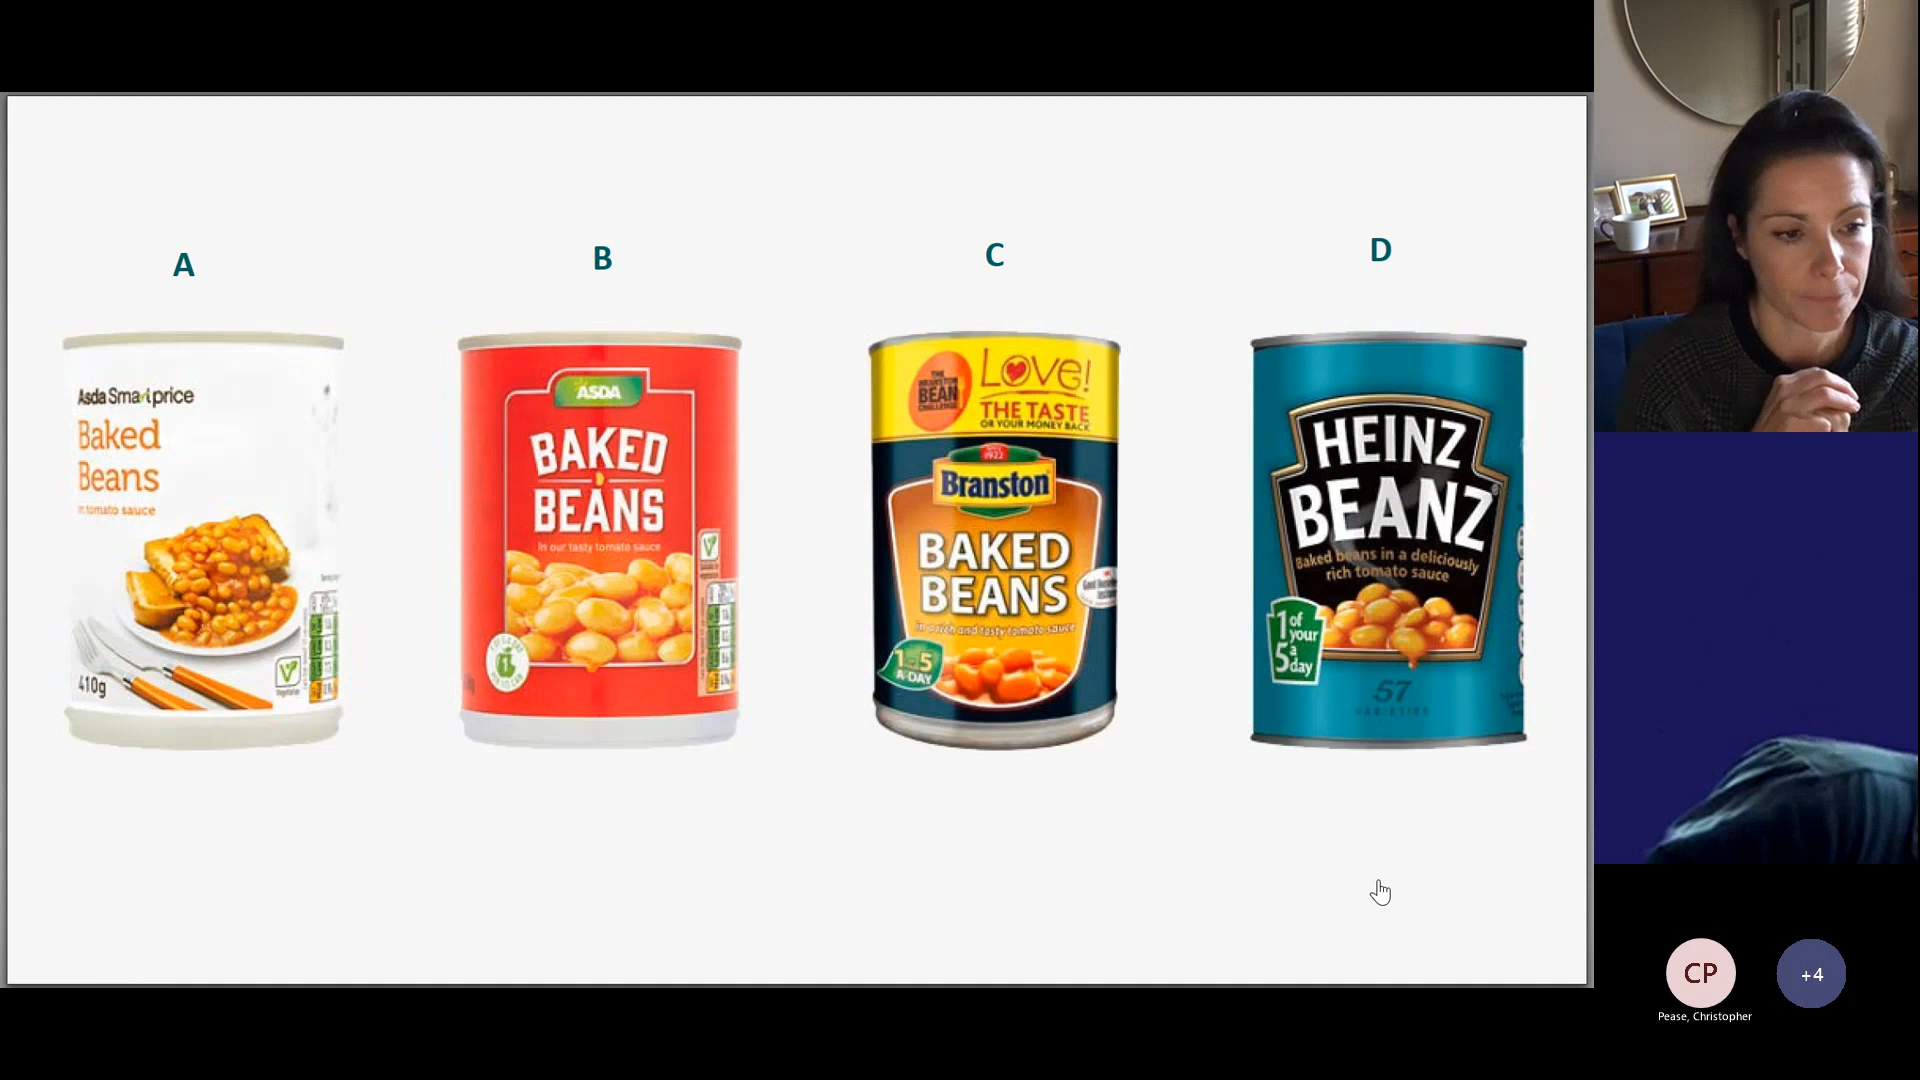 A
B
C
D
Asda Smartprice
Baked
Beans
in tomato sauce
410g
Vegetarian
ASDA
BAKED
BEANS
In our tasty tomato sauce
THE
BRANSTON
BEAN
CHALLENGE
LOVE!
THE TASTE
OR YOUR MONEY BACK
1922
Branston
BAKED
BEANS
in a rich and tasty tomato sauce
1 OF 5
A DAY
HEINZ
BEANZ
Baked beans in a deliciously
rich tomato sauce
1 of
your
5 a
day
57
VARIETIES
CP
+4
Pease, Christopher